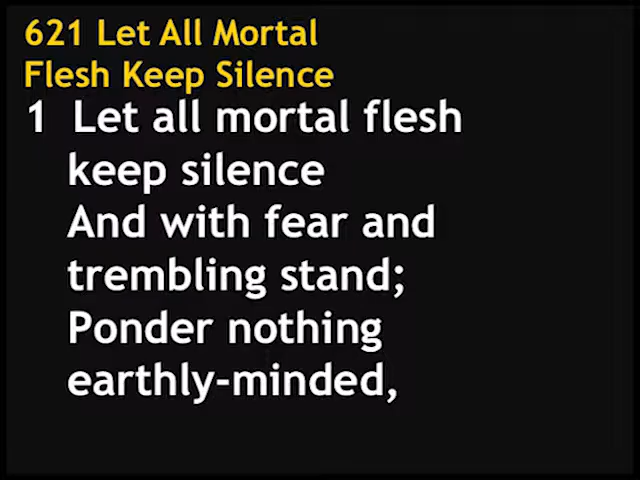 621 Let All Mortal
Flesh Keep Silence
1 Let all mortal flesh
keep silence
And with fear and
trembling stand;
Ponder nothing
earthly-minded,